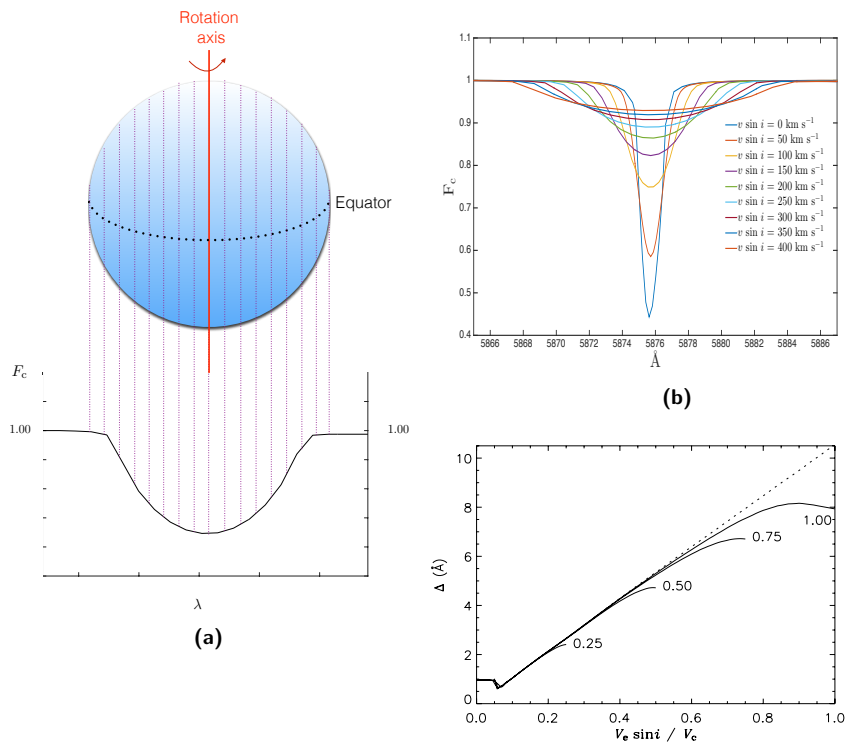 Rotation
axis
Equator
F_c
1.00
1.00
λ
(a)
1.1
1
0.9
0.8
0.7
0.6
0.5
0.4
F_c
v sin i = 0 km s⁻¹
v sin i = 50 km s⁻¹
v sin i = 100 km s⁻¹
v sin i = 150 km s⁻¹
v sin i = 200 km s⁻¹
v sin i = 250 km s⁻¹
v sin i = 300 km s⁻¹
v sin i = 350 km s⁻¹
v sin i = 400 km s⁻¹
5866 5868 5870 5872 5874 5876 5878 5880 5882 5884 5886
Å
(b)
10
8
6
4
2
0
Δ (Å)
1.00
0.75
0.50
0.25
0.0 0.2 0.4 0.6 0.8 1.0
V_e sini / V_c